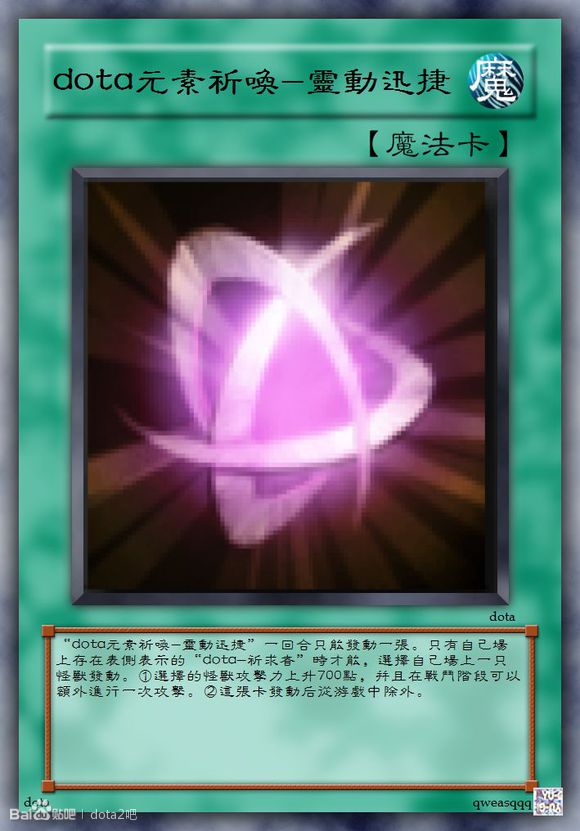 dota元素祈喚-靈動迅捷 魔
【魔法卡】
dota
“dota元素祈喚-靈動迅捷”一回合只能發動一張。只有自己場
上存在表側表示的“dota-祈求者”時才能，選擇自己場上一只
怪獸發動。①選擇的怪獸攻擊力上升700點，并且在戰鬥階段可以
額外進行一次攻擊。②這張卡發動后從游戲中除外。
dota qweasqqq
Bai貼吧 | dota2吧